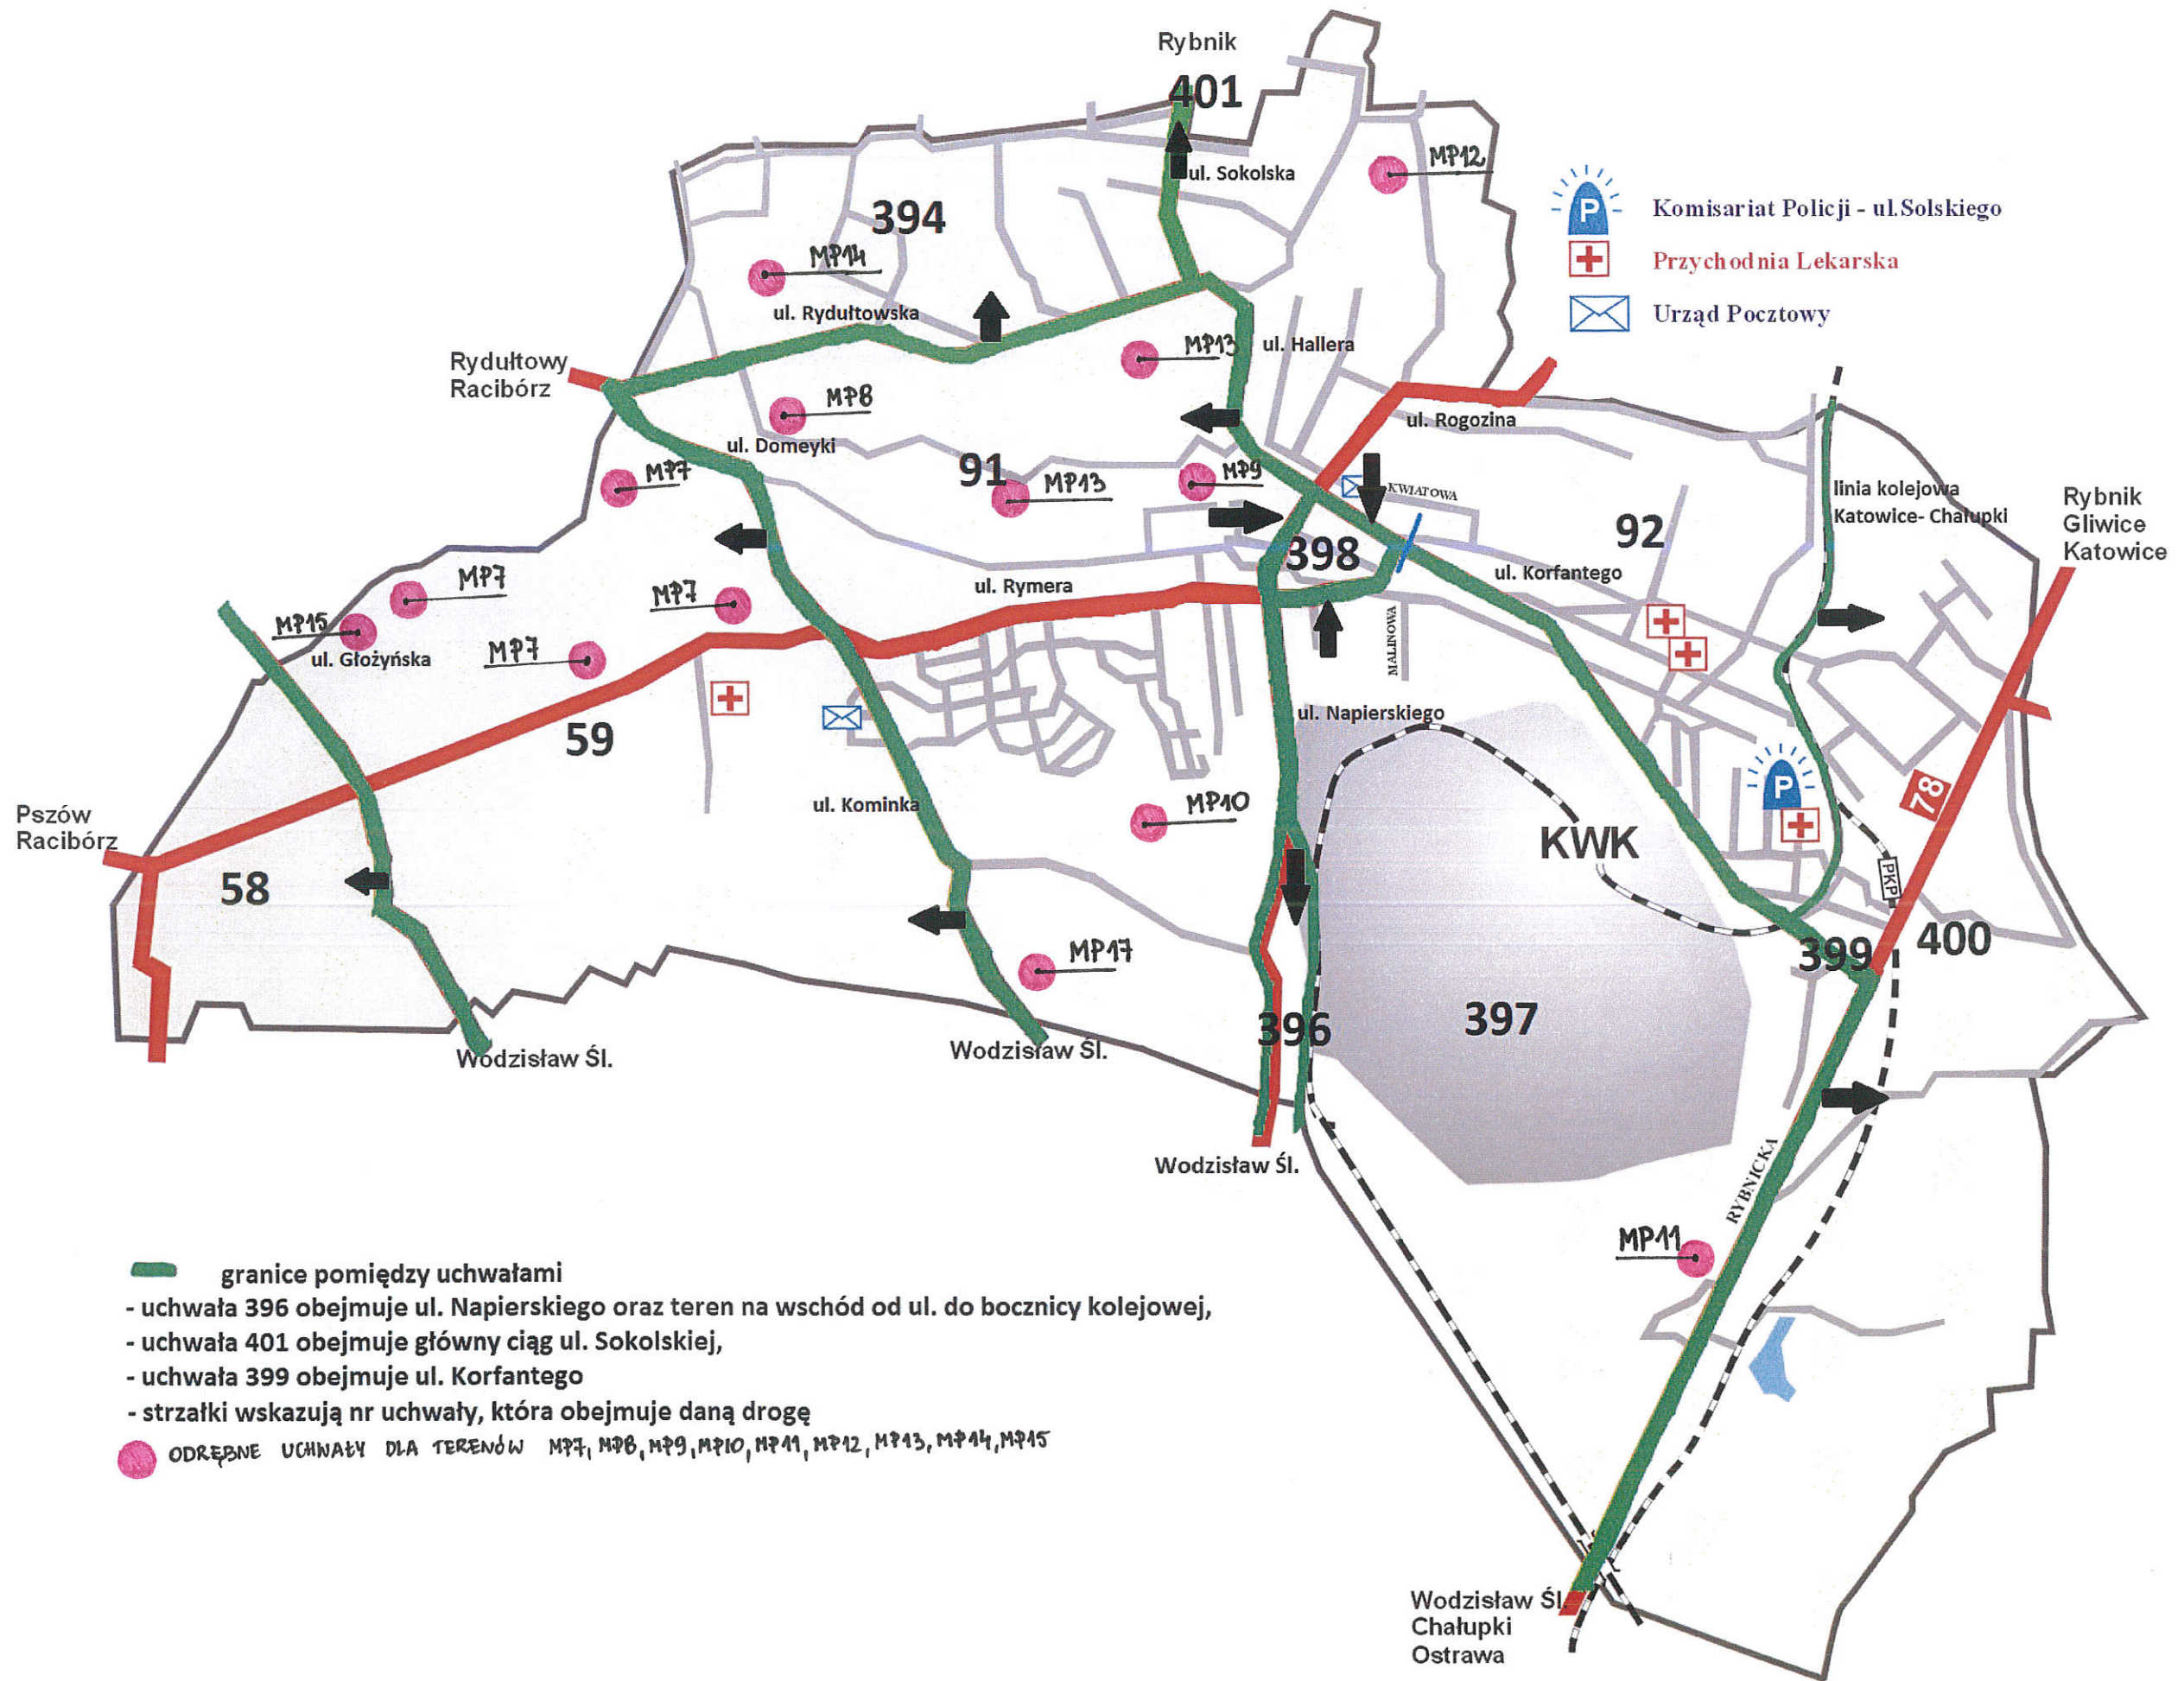 Rybnik
401
ul. Sokolska
MP12
Komisariat Policji - ul.Solskiego
Przychodnia Lekarska
Urząd Pocztowy
394
MP14
ul. Rydułtowska
Rydułtowy
Racibórz
MP13
ul. Hallera
MP8
ul. Domeyki
ul. Rogozina
91
MP7
MP13
MP9
KWIATOWA
92
linia kolejowa
Katowice- Chałupki
Rybnik
Gliwice
Katowice
398
ul. Korfantego
ul. Rymera
MP7
MP7
MP15
ul. Głożyńska
MP7
MALINOWA
59
ul. Napierskiego
P
78
ul. Kominka
MP10
Pszów
Racibórz
58
KWK
PKP
399
400
MP17
396
397
Wodzisław Śl.
Wodzisław Śl.
Wodzisław Śl.
RYBNICKA
MP11
granice pomiędzy uchwałami
- uchwała 396 obejmuje ul. Napierskiego oraz teren na wschód od ul. do bocznicy kolejowej,
- uchwała 401 obejmuje główny ciąg ul. Sokolskiej,
- uchwała 399 obejmuje ul. Korfantego
- strzałki wskazują nr uchwały, która obejmuje daną drogę
ODRĘBNE UCHWAŁY DLA TERENÓW MP7, MP8, MP9, MP10, MP11, MP12, MP13, MP14, MP15
Wodzisław Śl.
Chałupki
Ostrawa
P